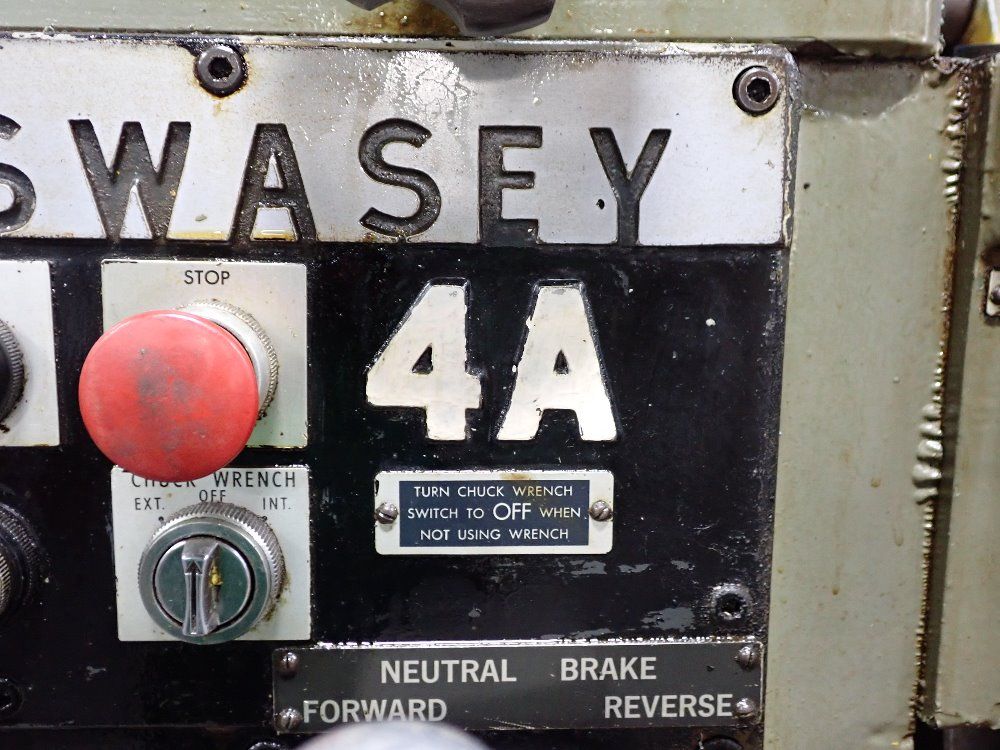 SWASEY
STOP
4A
CHUCK WRENCH
OFF
EXT. INT.
TURN CHUCK WRENCH
SWITCH TO OFF WHEN
NOT USING WRENCH
NEUTRAL BRAKE
FORWARD REVERSE